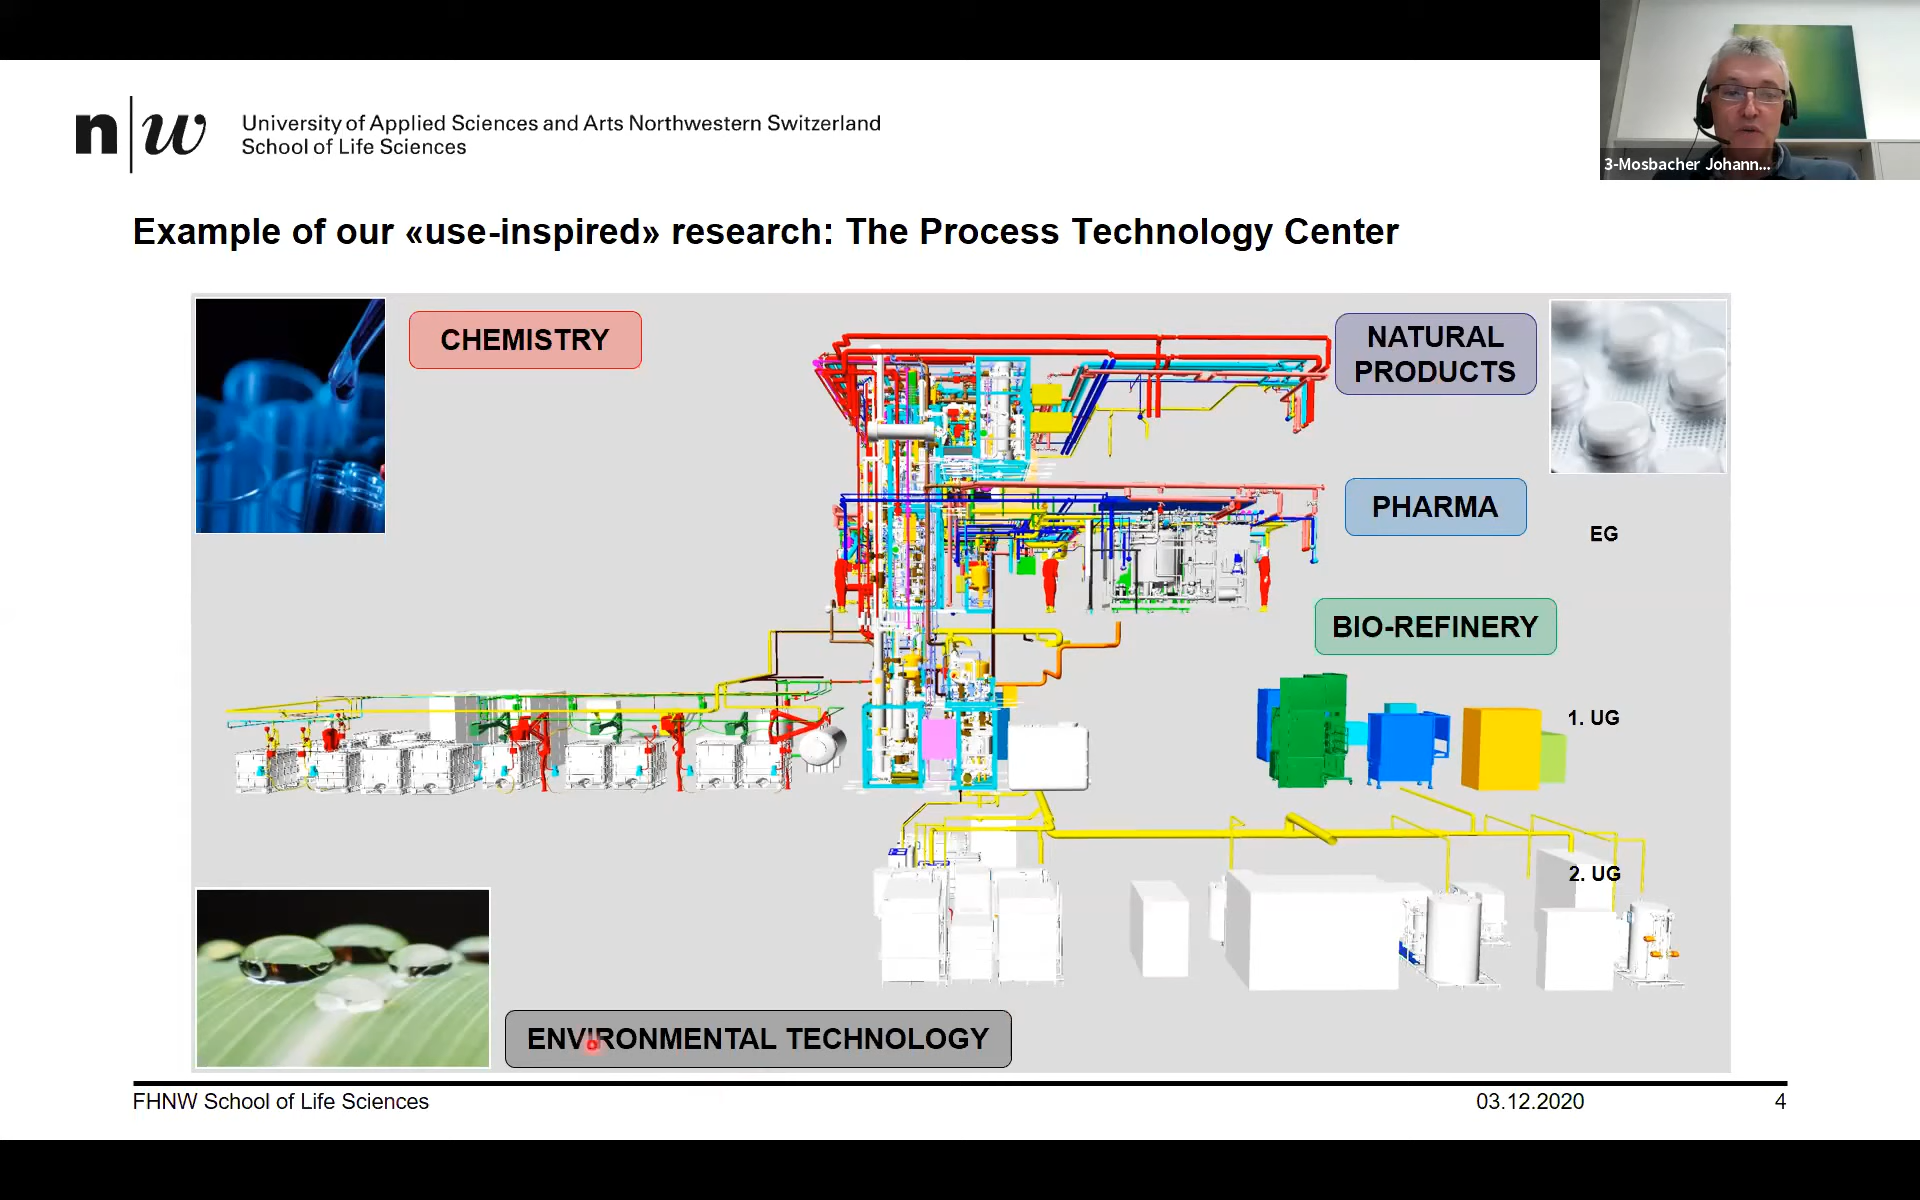 n|w
University of Applied Sciences and Arts Northwestern Switzerland
School of Life Sciences
3-Mosbacher Johann...
Example of our «use-inspired» research: The Process Technology Center
CHEMISTRY
NATURAL
PRODUCTS
PHARMA
EG
BIO-REFINERY
1. UG
2. UG
ENVIRONMENTAL TECHNOLOGY
FHNW School of Life Sciences
03.12.2020
4